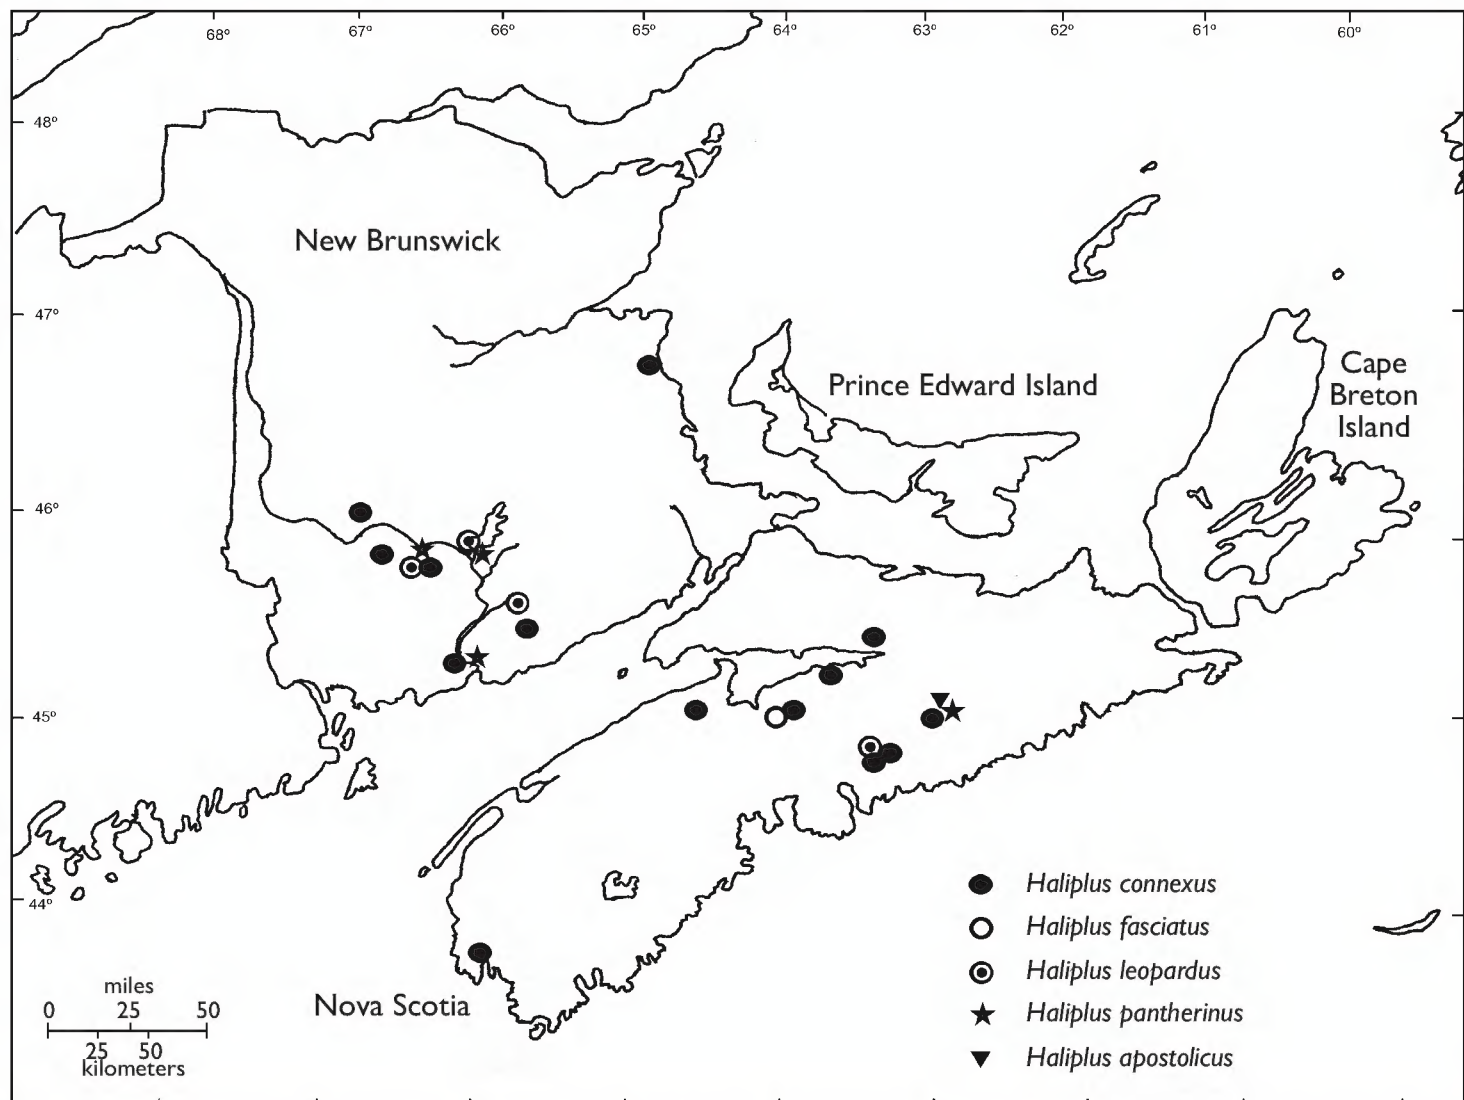 68° 67° 66° 65° 64° 63° 62° 61° 60°
48°
New Brunswick
47°
Cape
Breton
Island
Prince Edward Island
46°
45°
Haliplus connexus
44°
Haliplus fasciatus
Haliplus leopardus
miles
0 25 50
Nova Scotia
Haliplus pantherinus
25 50
kilometers
Haliplus apostolicus